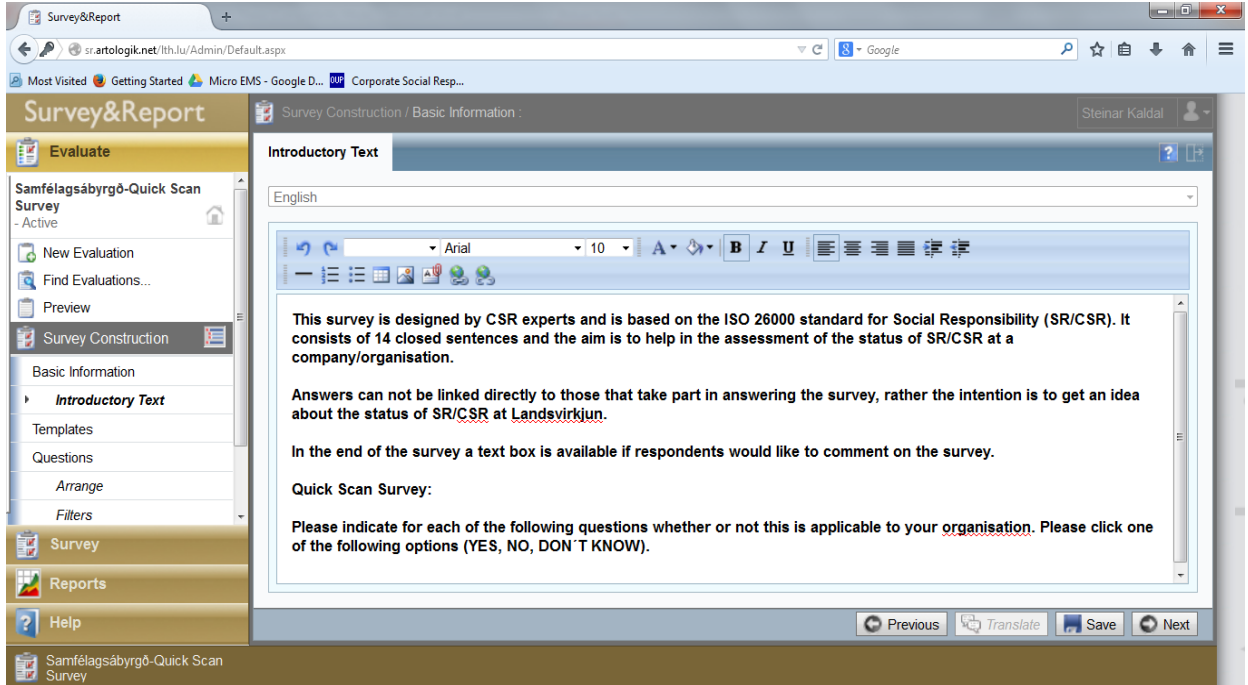 Survey&Report
+
sr.artologik.net/lth.lu/Admin/Default.aspx
8 Google
Most Visited Getting Started Micro EMS - Google D... OUP Corporate Social Resp...
Survey&Report
Survey Construction / Basic Information :
Steinar Kaldal
Evaluate
Introductory Text
?
Samfélagsábyrgð-Quick Scan
Survey
- Active
English
New Evaluation
Find Evaluations...
Preview
Survey Construction
Basic Information
Introductory Text
Templates
Questions
Arrange
Filters
Survey
Reports
Help
Samfélagsábyrgð-Quick Scan
Survey
Arial 10 A B I U
This survey is designed by CSR experts and is based on the ISO 26000 standard for Social Responsibility (SR/CSR). It
consists of 14 closed sentences and the aim is to help in the assessment of the status of SR/CSR at a
company/organisation.
Answers can not be linked directly to those that take part in answering the survey, rather the intention is to get an idea
about the status of SR/CSR at Landsvirkjun.
In the end of the survey a text box is available if respondents would like to comment on the survey.
Quick Scan Survey:
Please indicate for each of the following questions whether or not this is applicable to your organisation. Please click one
of the following options (YES, NO, DON´T KNOW).
Previous Translate Save Next